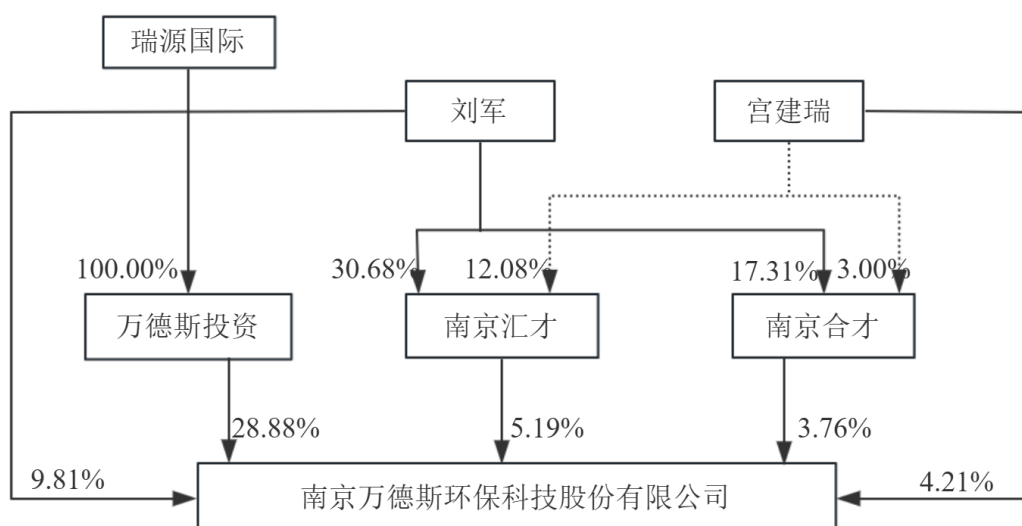 瑞源国际
刘军
宫建瑞
100.00%
30.68%
12.08%
17.31%
3.00%
万德斯投资
南京汇才
南京合才
28.88%
5.19%
3.76%
9.81%
南京万德斯环保科技股份有限公司
4.21%